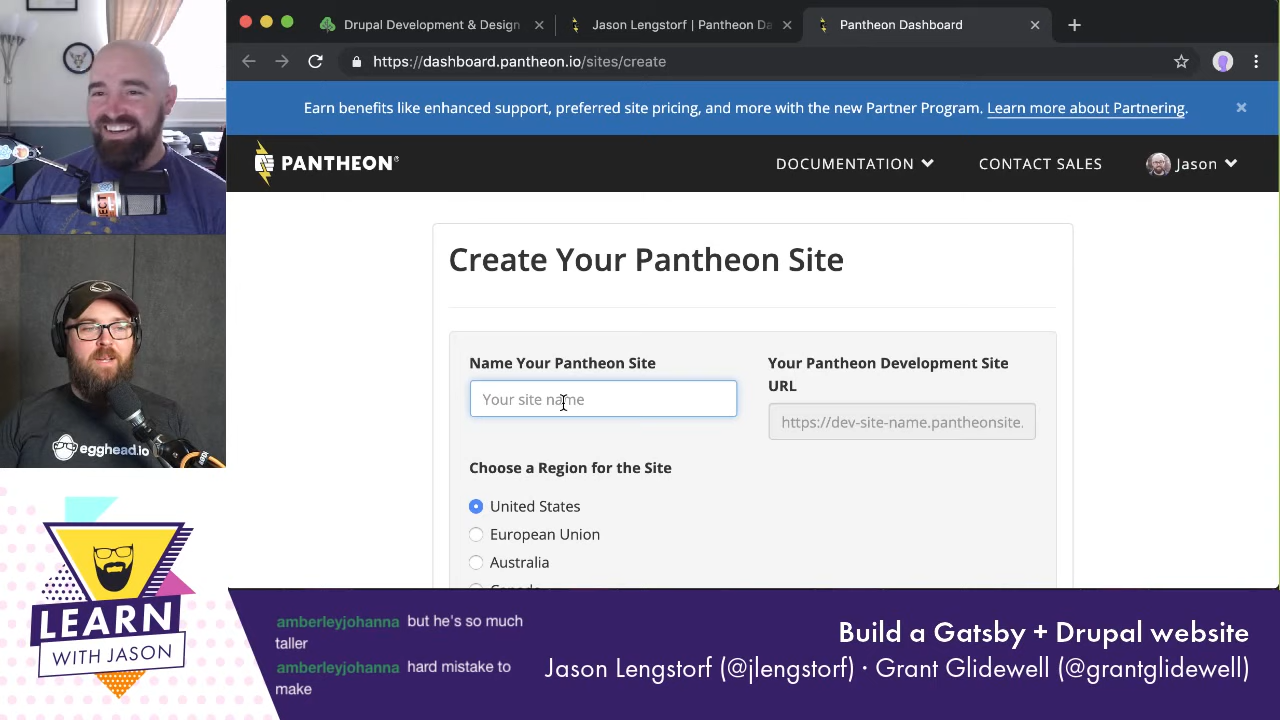 Drupal Development & Design
Jason Lengstorf | Pantheon Da
Pantheon Dashboard
https://dashboard.pantheon.io/sites/create
Earn benefits like enhanced support, preferred site pricing, and more with the new Partner Program. Learn more about Partnering.
PANTHEON®
DOCUMENTATION
CONTACT SALES
Jason
Create Your Pantheon Site
Name Your Pantheon Site
Your site name
Your Pantheon Development Site
URL
https://dev-site-name.pantheonsite.
Choose a Region for the Site
United States
European Union
Australia
Canada
egghead.io
LEARN
WITH JASON
amberleyjohanna but he's so much
taller
amberleyjohanna hard mistake to
make
Build a Gatsby + Drupal website
Jason Lengstorf (@jlengstorf) · Grant Glidewell (@grantglidewell)